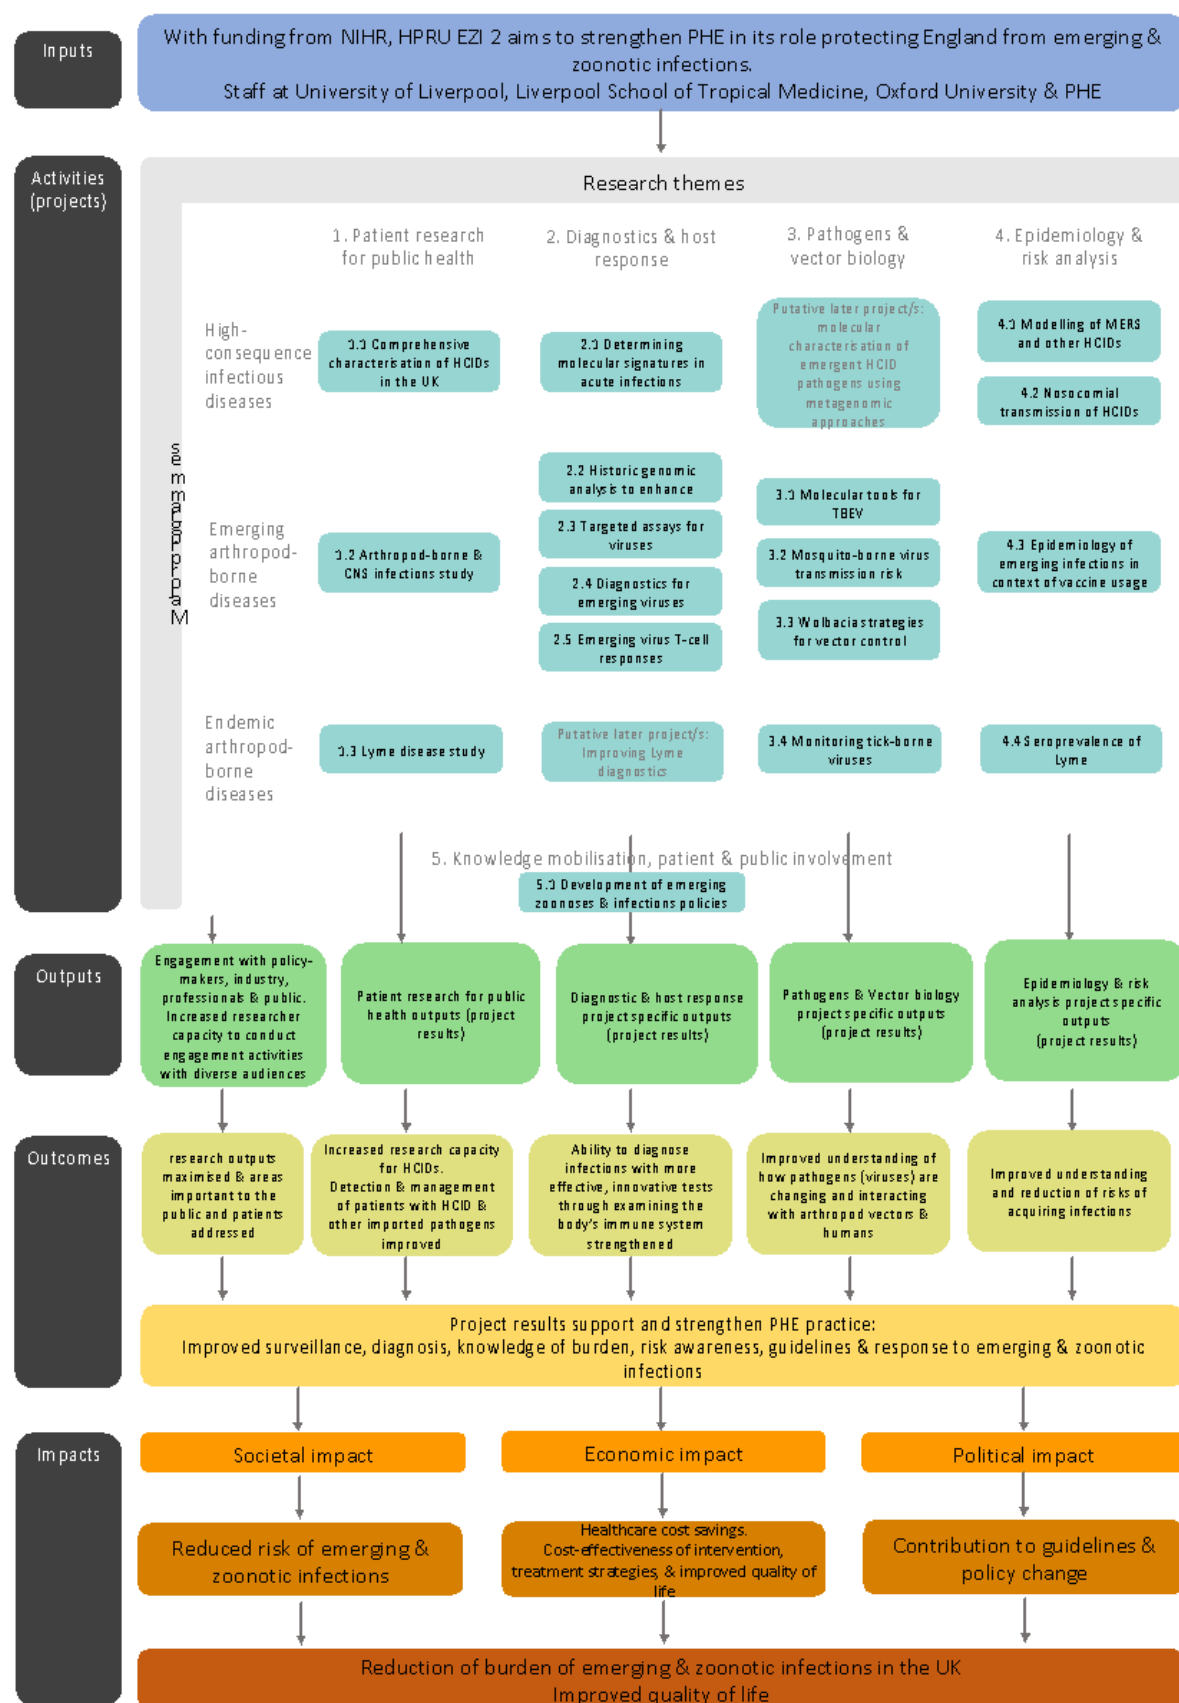 Inputs
With funding from NIHR, HPRU EZI 2 aims to strengthen PHE in its role protecting England from emerging &
zoonotic infections.
Staff at University of Liverpool, Liverpool School of Tropical Medicine, Oxford University & PHE
Activities
(projects)
Research themes
Major programmes
1. Patient research
for public health
2. Diagnostics & host
response
3. Pathogens &
vector biology
4. Epidemiology &
risk analysis
High-
consequence
infectious
diseases
1.1 Comprehensive
characterisation of HCIDs
in the UK
2.1 Determining
molecular signatures in
acute infections
Putative later project/s:
molecular
characterisation of
emergent HCID
pathogens using
metagenomic
approaches
4.1 Modelling of MERS
and other HCIDs
4.2 Nosocomial
transmission of HCIDs
Emerging
arthropod-
borne
diseases
1.2 Arthropod-borne &
CNS infections study
2.2 Historic genomic
analysis to enhance
2.3 Targeted assays for
viruses
2.4 Diagnostics for
emerging viruses
2.5 Emerging virus T-cell
responses
3.1 Molecular tools for
TBEV
3.2 Mosquito-borne virus
transmission risk
3.3 Wolbacia strategies
for vector control
4.3 Epidemiology of
emerging infections in
context of vaccine usage
Endemic
arthropod-
borne
diseases
1.3 Lyme disease study
Putative later project/s:
Improving Lyme
diagnostics
3.4 Monitoring tick-borne
viruses
4.4 Seroprevalence of
Lyme
5. Knowledge mobilisation, patient & public involvement
5.1 Development of emerging
zoonoses & infections policies
Outputs
Engagement with policy-
makers, industry,
professionals & public.
Increased researcher
capacity to conduct
engagement activities
with diverse audiences
Patient research for public
health outputs (project
results)
Diagnostic & host response
project specific outputs
(project results)
Pathogens & Vector biology
project specific outputs
(project results)
Epidemiology & risk
analysis project specific
outputs
(project results)
Outcomes
research outputs
maximised & areas
important to the
public and patients
addressed
Increased research capacity
for HCIDs.
Detection & management
of patients with HCID &
other imported pathogens
improved
Ability to diagnose
infections with more
effective, innovative tests
through examining the
body's immune system
strengthened
Improved understanding of
how pathogens (viruses) are
changing and interacting
with arthropod vectors &
humans
Improved understanding
and reduction of risks of
acquiring infections
Project results support and strengthen PHE practice:
Improved surveillance, diagnosis, knowledge of burden, risk awareness, guidelines & response to emerging & zoonotic
infections
Impacts
Societal impact
Economic impact
Political impact
Reduced risk of emerging &
zoonotic infections
Healthcare cost savings.
Cost-effectiveness of intervention,
treatment strategies, & improved quality of
life
Contribution to guidelines &
policy change
Reduction of burden of emerging & zoonotic infections in the UK
Improved quality of life